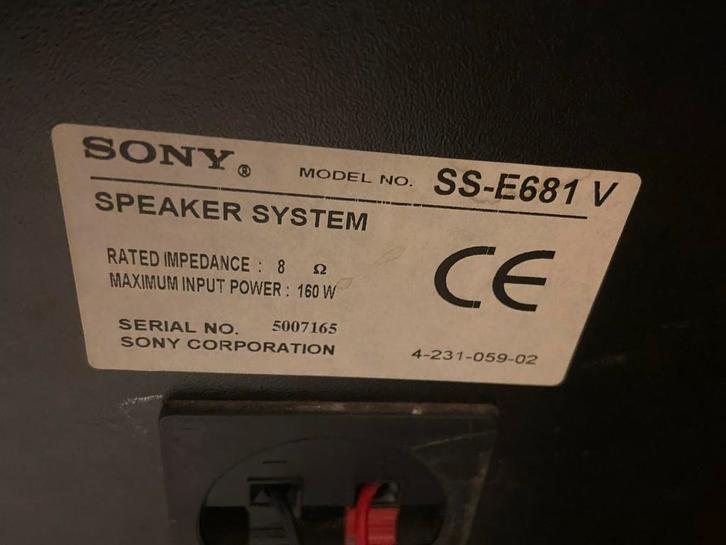 SONY® MODEL NO. SS-E681 V
SPEAKER SYSTEM
RATED IMPEDANCE : 8 Ω
MAXIMUM INPUT POWER : 160 W
CE
SERIAL NO. 5007165
SONY CORPORATION 4-231-059-02